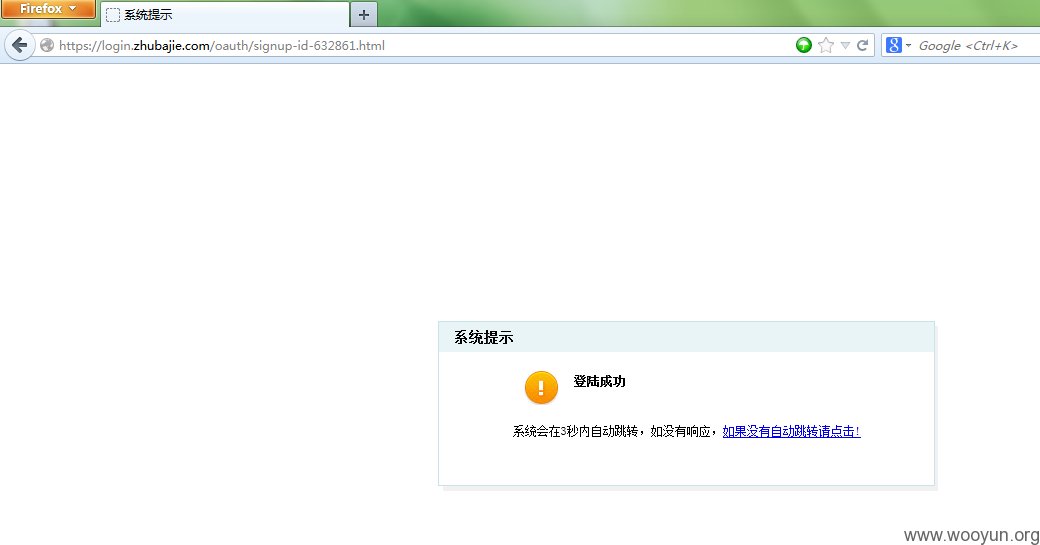 Firefox
系统提示
https://login.zhubajie.com/oauth/signup-id-632861.html
Google <Ctrl+K>
系统提示
登陆成功
系统会在3秒内自动跳转，如没有响应，如果没有自动跳转请点击!
www.wooyun.org